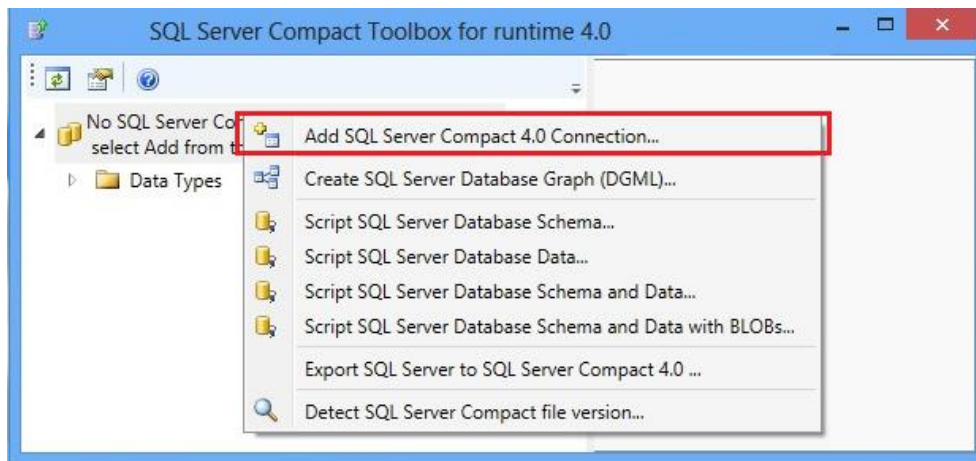 SQL Server Compact Toolbox for runtime 4.0
No SQL Server Co
select Add from t
Data Types
Add SQL Server Compact 4.0 Connection...
Create SQL Server Database Graph (DGML)...
Script SQL Server Database Schema...
Script SQL Server Database Data...
Script SQL Server Database Schema and Data...
Script SQL Server Database Schema and Data with BLOBs...
Export SQL Server to SQL Server Compact 4.0 ...
Detect SQL Server Compact file version...